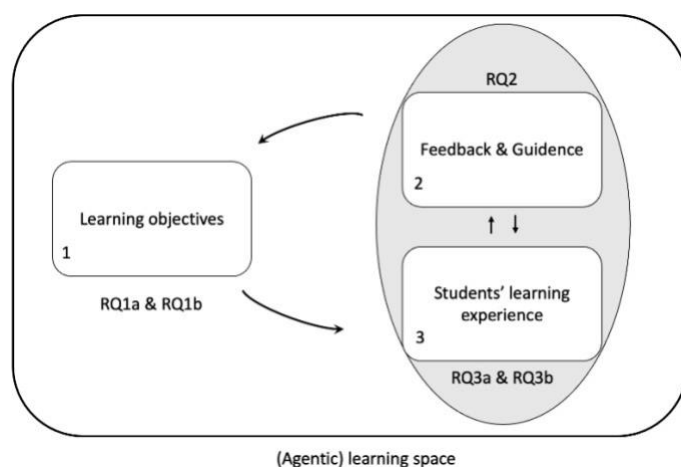 RQ2
Feedback & Guidence
2
Learning objectives
1
RQ1a & RQ1b
Students’ learning
experience
3
RQ3a & RQ3b
(Agentic) learning space